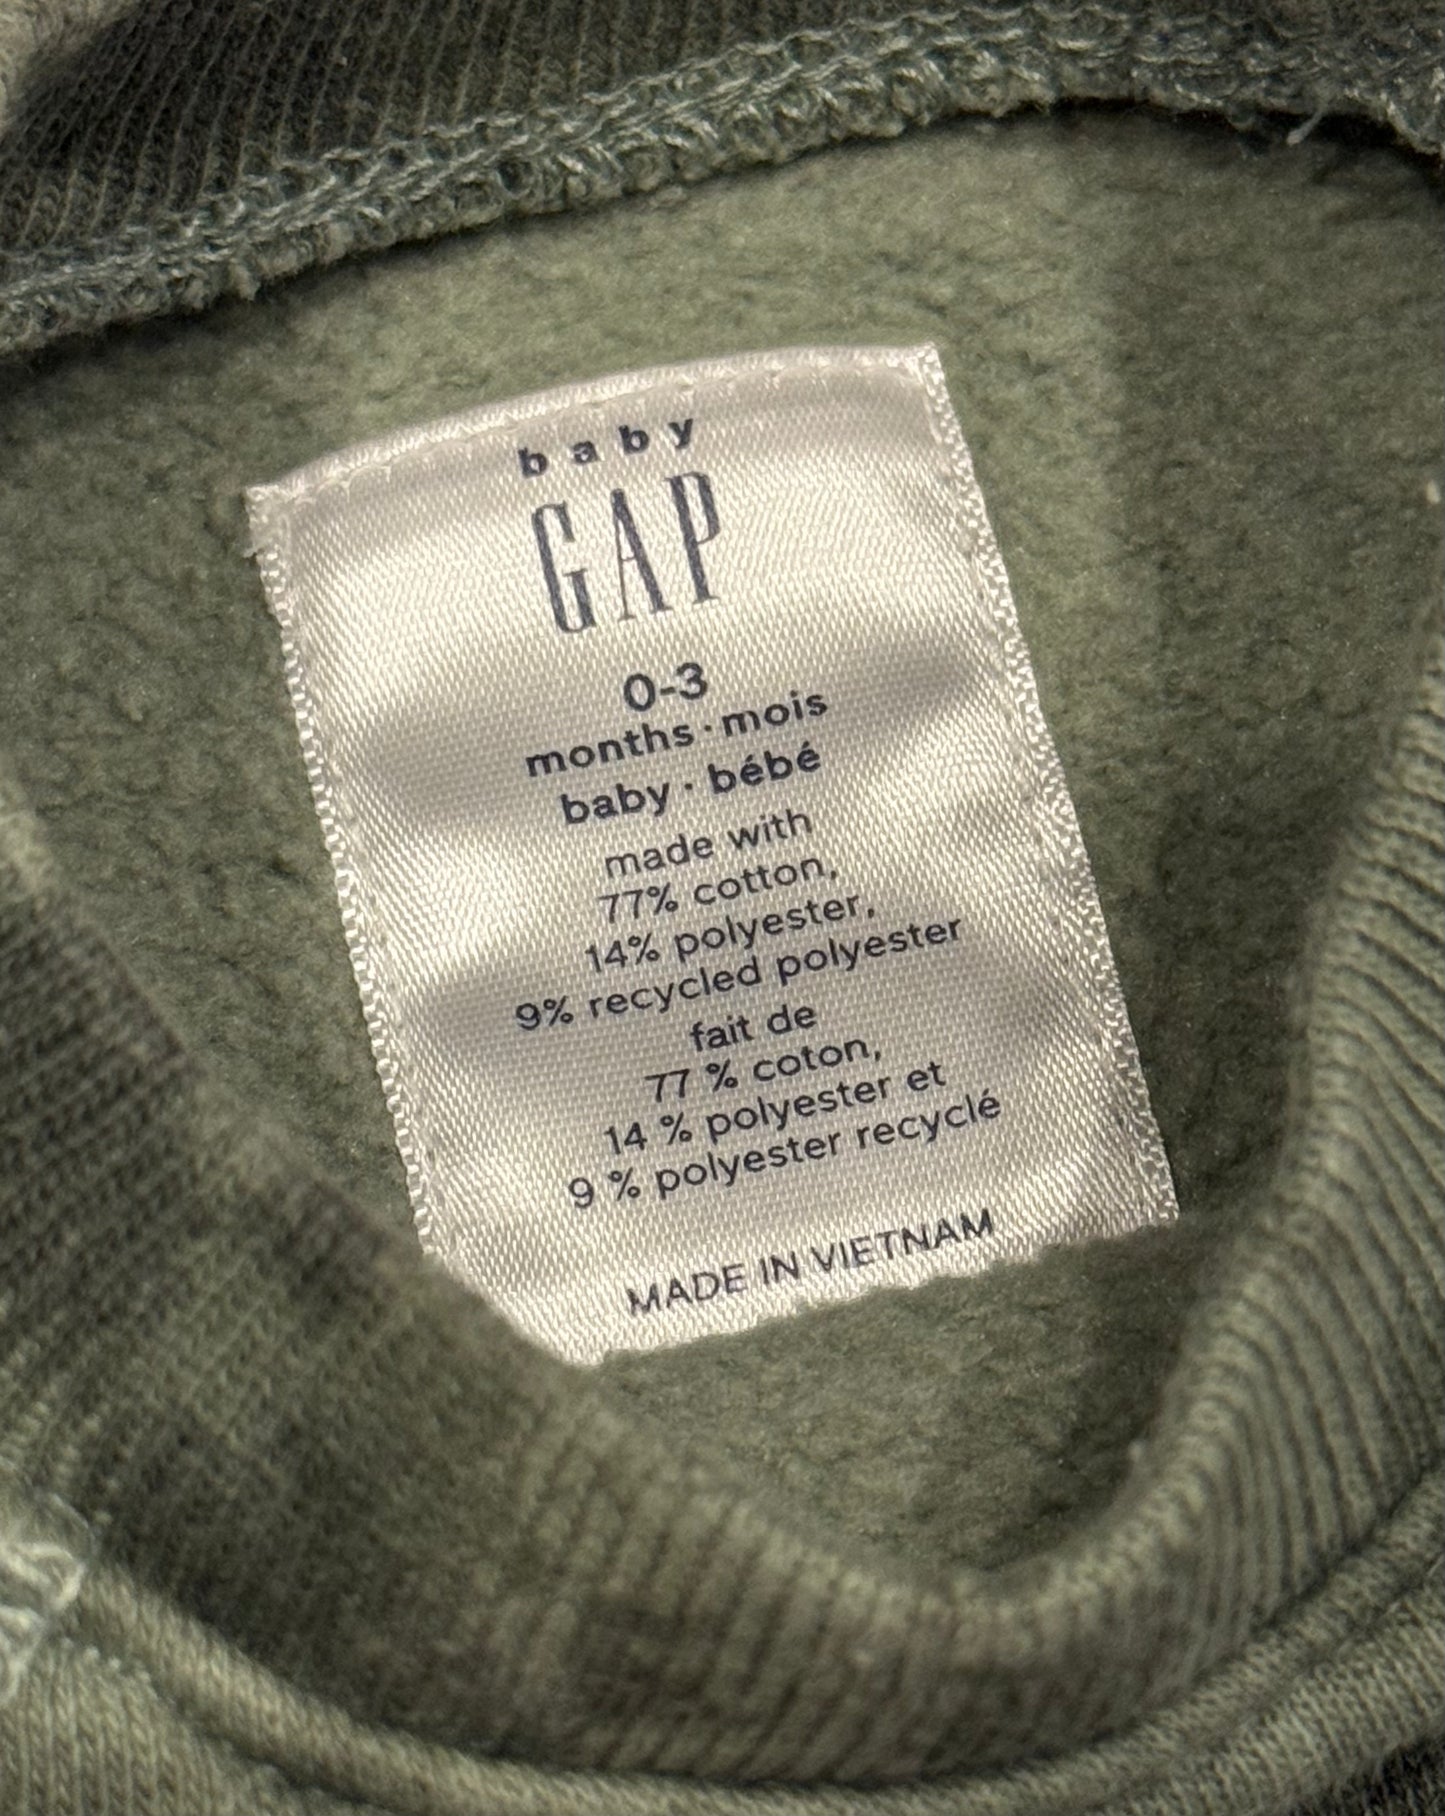 baby
GAP
0-3
months·mois
baby·bébé
made with
77% cotton,
14% polyester,
9% recycled polyester
fait de
77 % coton,
14 % polyester et
9 % polyester recyclé
MADE IN VIETNAM